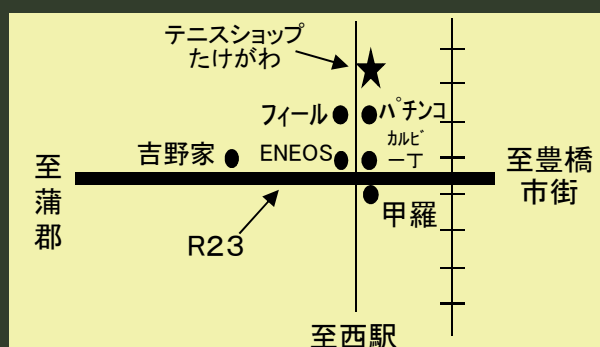 テニスショップ
たけがわ
フィール
パチンコ
吉野家
ENEOS
カルビ
一丁
至蒲郡
至豊橋
市街
甲羅
R23
至西駅